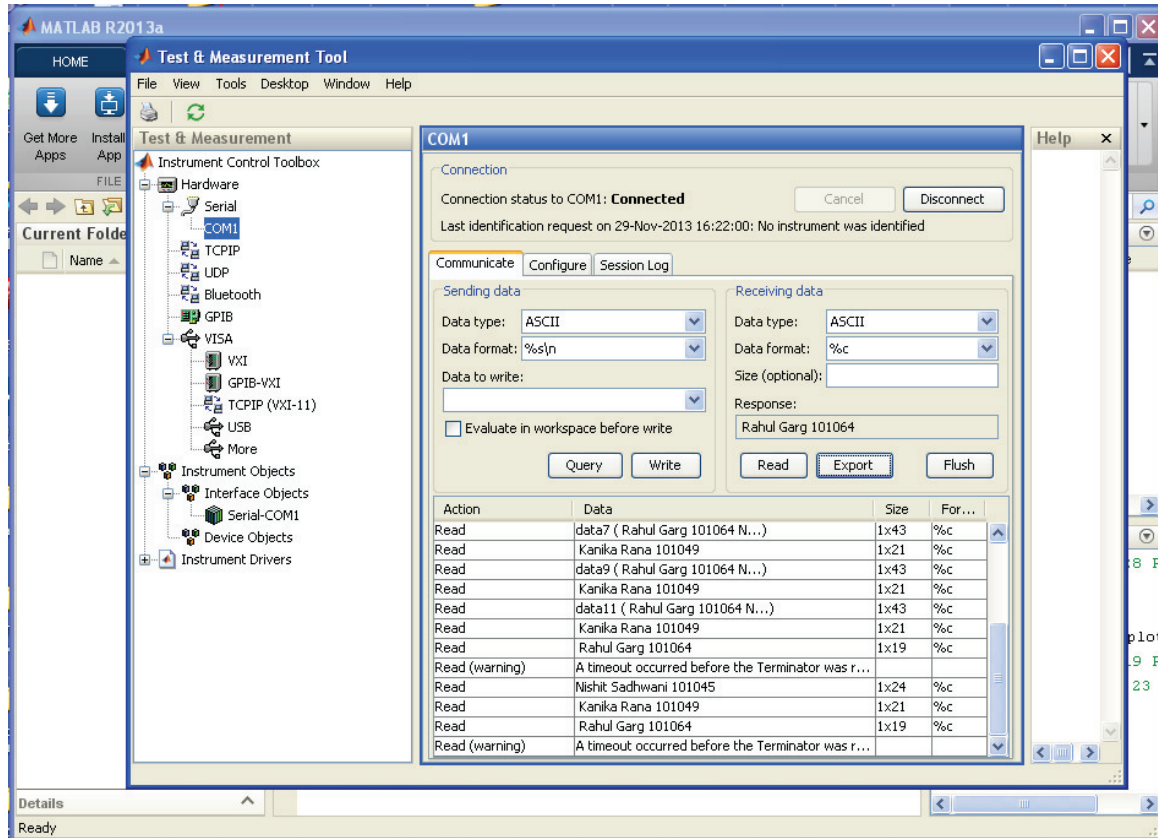 MATLAB R2013a
HOME
Get More Apps
Install App
FILE
Current Folde
Name
Details
Ready
Test & Measurement Tool
File View Tools Desktop Window Help
Test & Measurement
Instrument Control Toolbox
Hardware
Serial
COM1
TCPIP
UDP
Bluetooth
GPIB
VISA
VXI
GPIB-VXI
TCPIP (VXI-11)
USB
More
Instrument Objects
Interface Objects
Serial-COM1
Device Objects
Instrument Drivers
COM1
Connection
Connection status to COM1: Connected
Cancel Disconnect
Last identification request on 29-Nov-2013 16:22:00: No instrument was identified
Communicate Configure Session Log
Sending data
Data type: ASCII
Data format: %s\n
Data to write:
Evaluate in workspace before write
Query Write
Receiving data
Data type: ASCII
Data format: %c
Size (optional):
Response:
Rahul Garg 101064
Read Export Flush
Action Data Size For...
Read data7 ( Rahul Garg 101064 N...) 1x43 %c
Read Kanika Rana 101049 1x21 %c
Read data9 ( Rahul Garg 101064 N...) 1x43 %c
Read Kanika Rana 101049 1x21 %c
Read data11 ( Rahul Garg 101064 N...) 1x43 %c
Read Kanika Rana 101049 1x21 %c
Read Rahul Garg 101064 1x19 %c
Read (warning) A timeout occurred before the Terminator was r...
Read Nishit Sadhwani 101045 1x24 %c
Read Kanika Rana 101049 1x21 %c
Read Rahul Garg 101064 1x19 %c
Read (warning) A timeout occurred before the Terminator was r...
Help
plot
23